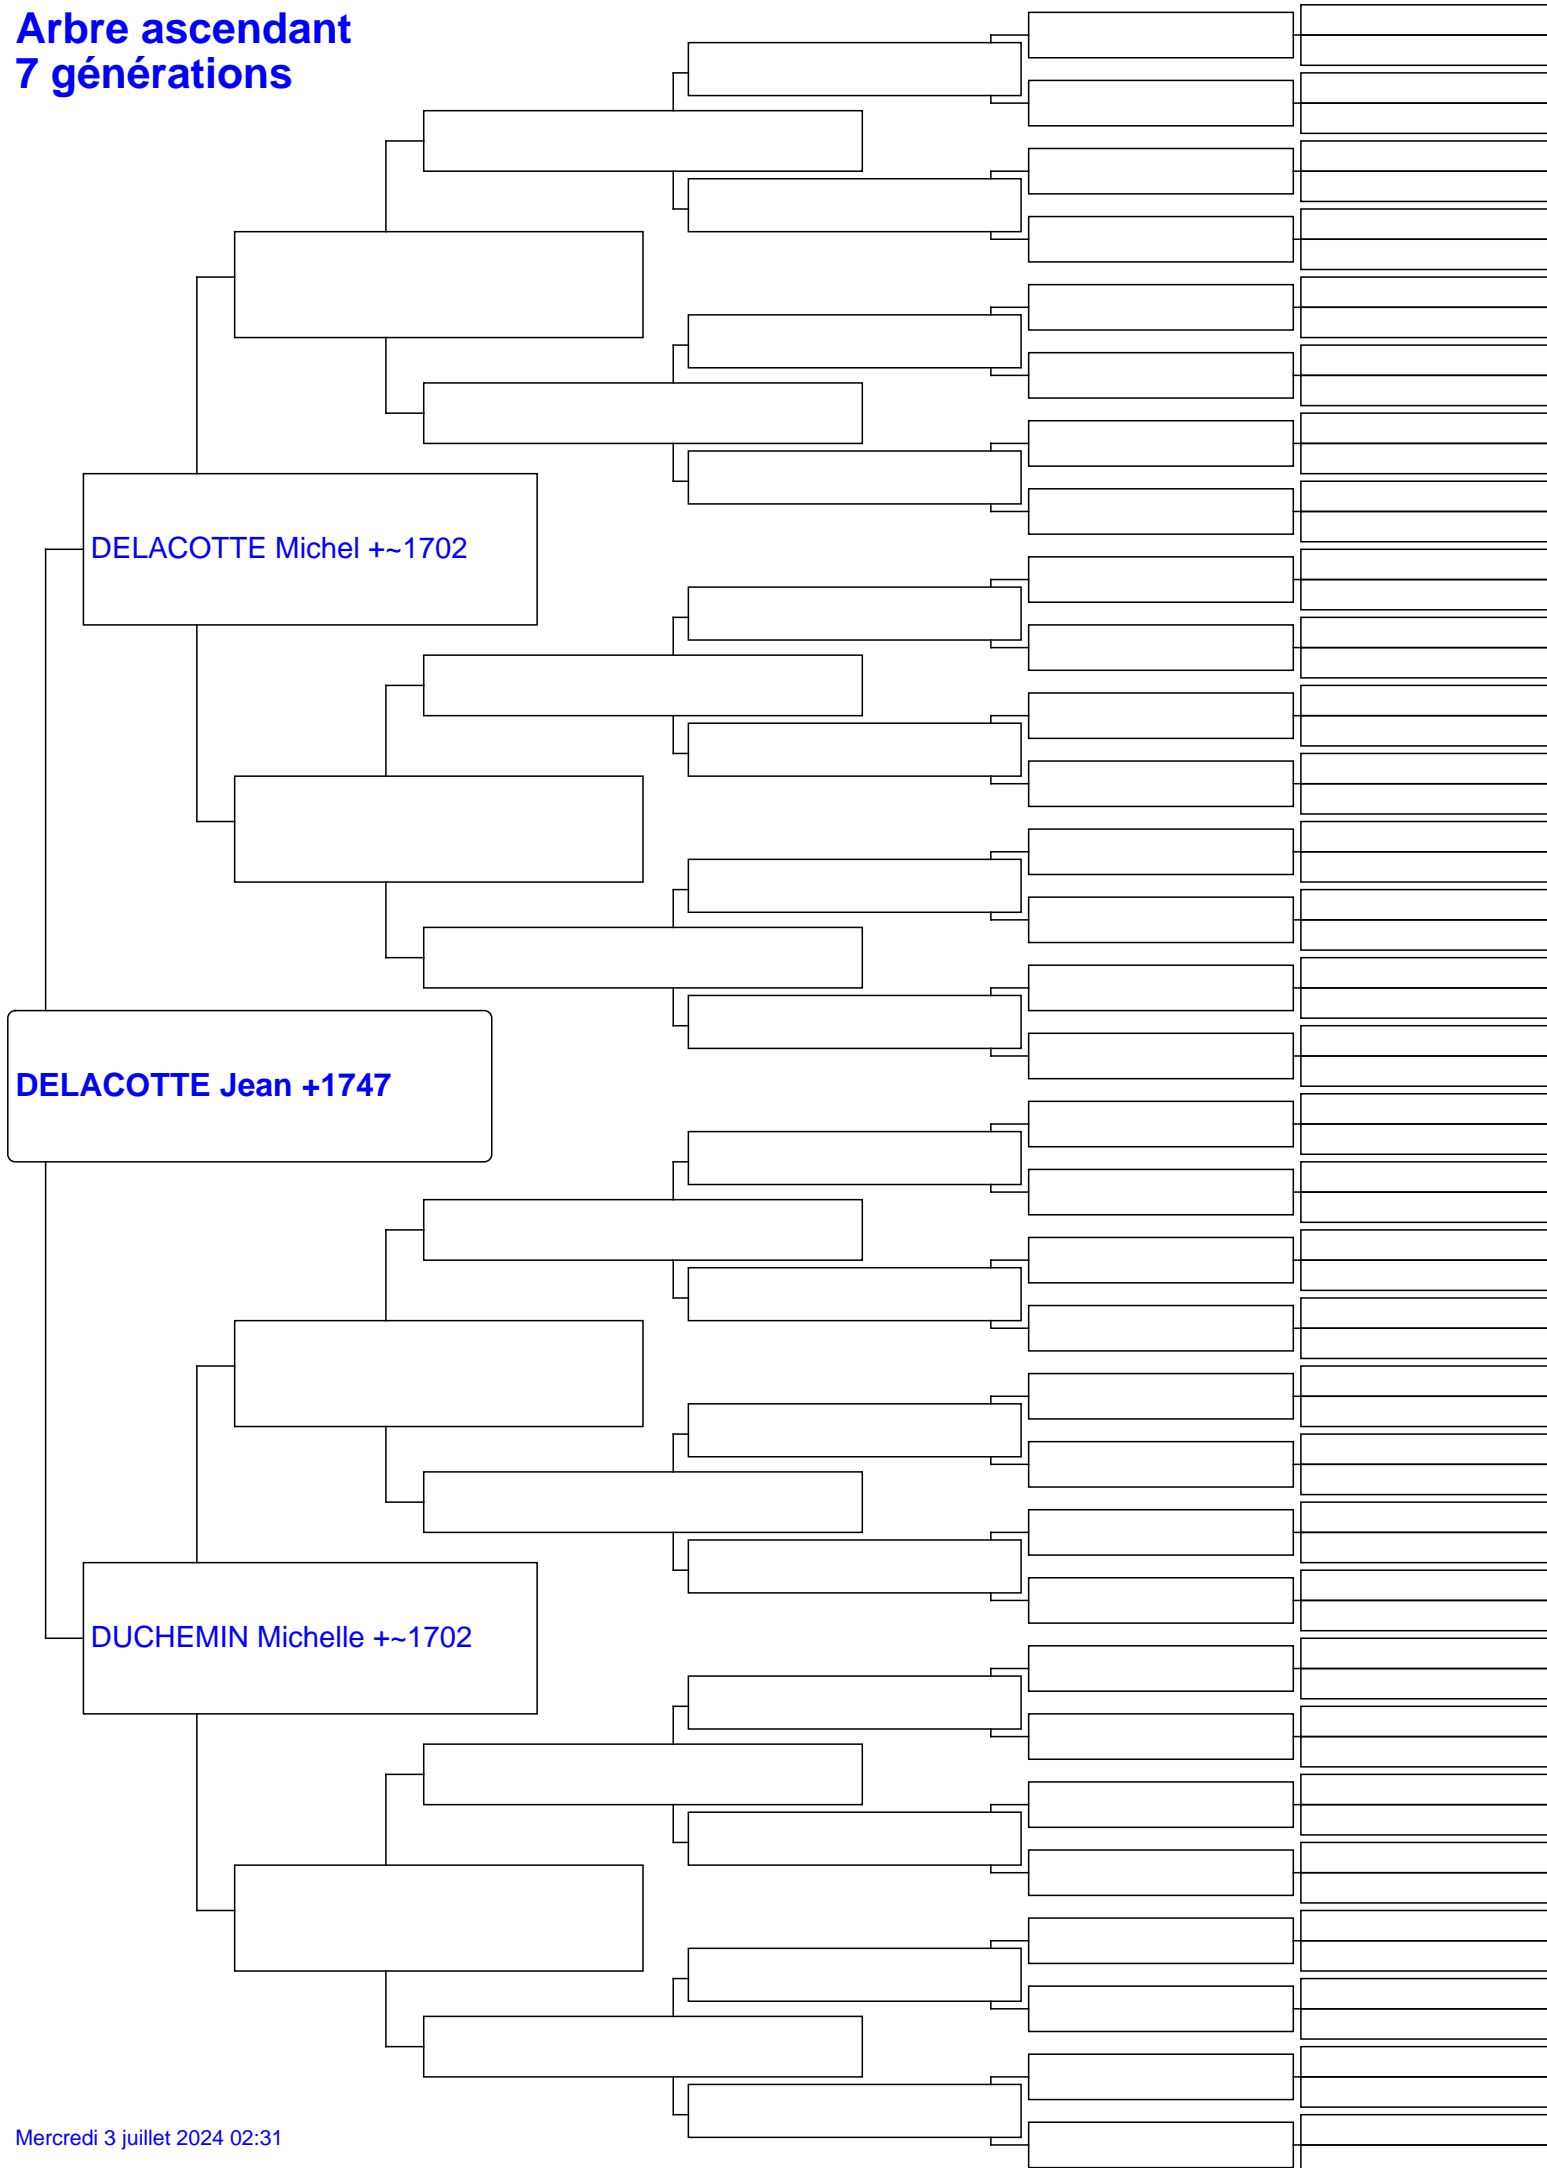 Arbre ascendant
7 générations
DELACOTTE Michel +~1702
DELACOTTE Jean +1747
DUCHEMIN Michelle +~1702
Mercredi 3 juillet 2024 02:31